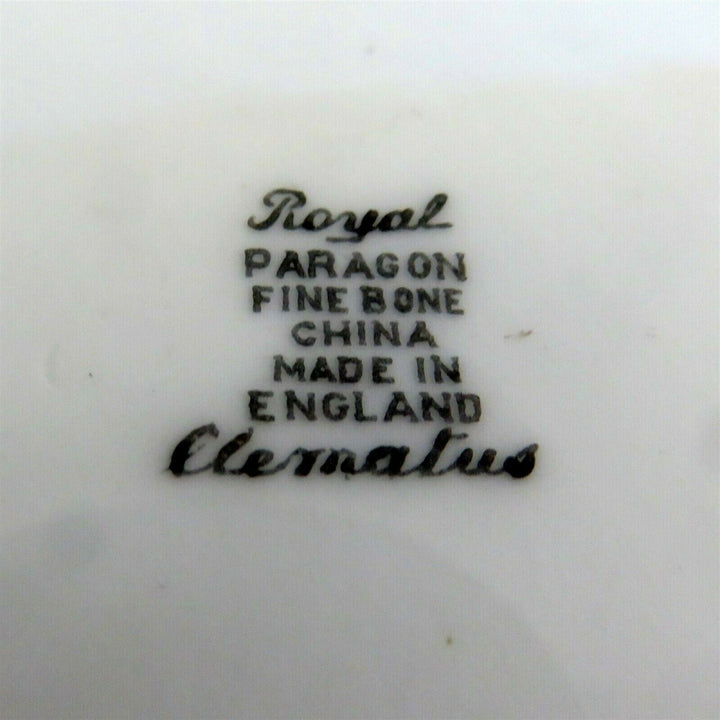 Royal
PARAGON
FINE BONE
CHINA
MADE IN
ENGLAND
Clematus